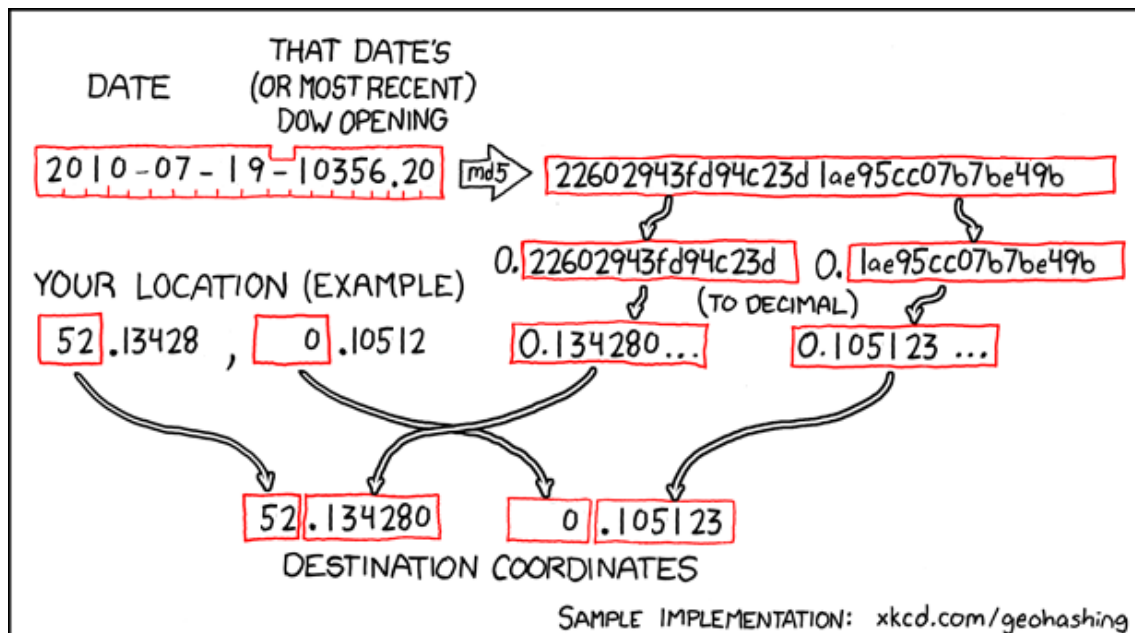 DATE
THAT DATE'S
(OR MOST RECENT)
DOW OPENING
2010-07-19-10356.20
md5
22602943fd94c23d1ae95cc07b7be49b
0.22602943fd94c23d
0.1ae95cc07b7be49b
(TO DECIMAL)
YOUR LOCATION (EXAMPLE)
52.13428, 0.10512
0.134280...
0.105123...
52.134280
0.105123
DESTINATION COORDINATES
SAMPLE IMPLEMENTATION: xkcd.com/geohashing